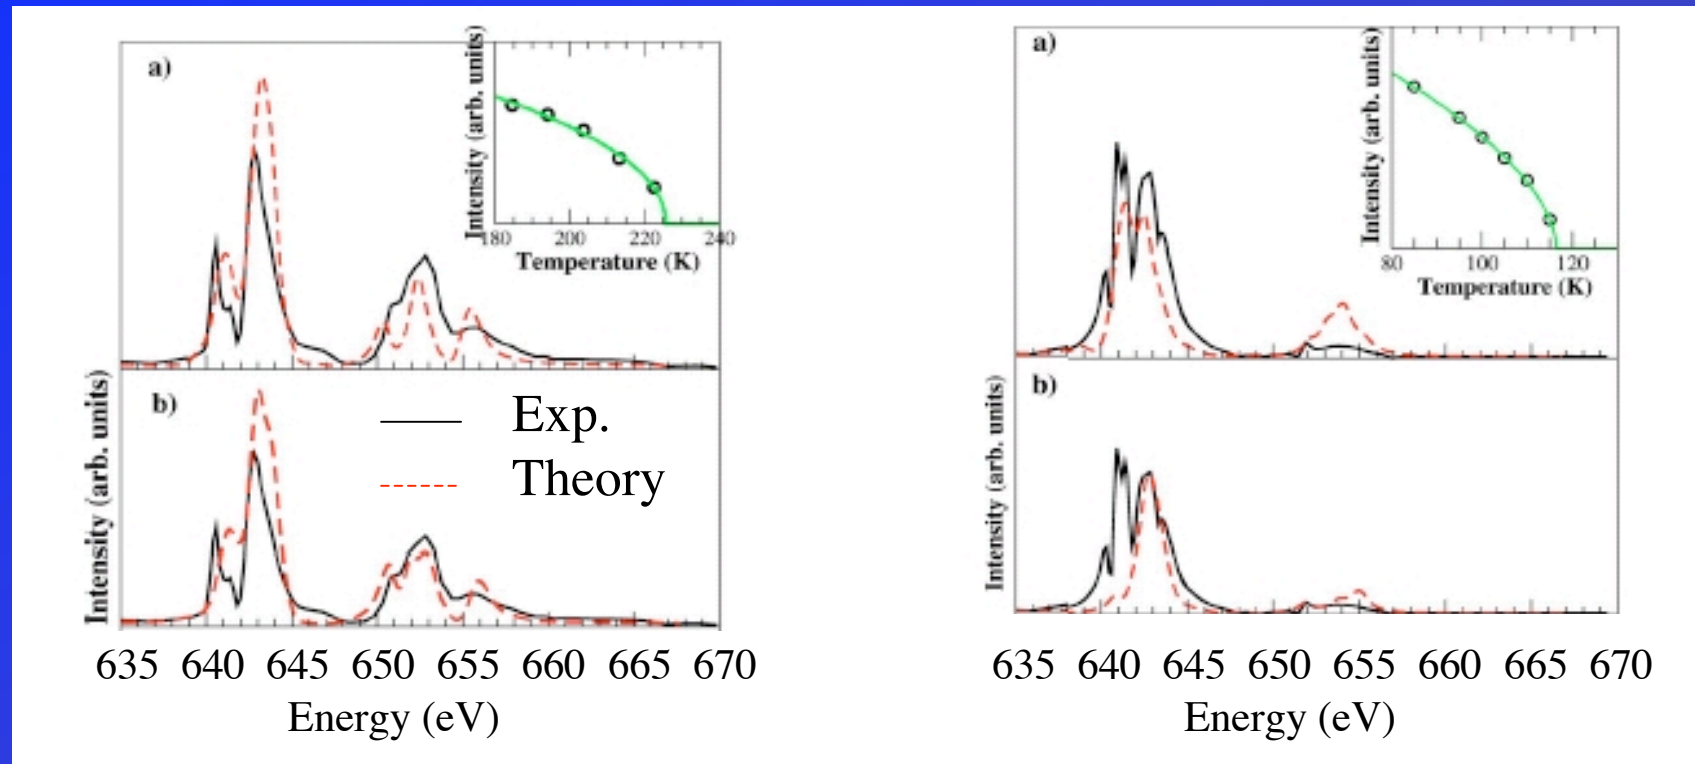 a)
Intensity (arb. units)
180 200 220 240
Temperature (K)
b)
Intensity (arb. units)
Exp.
Theory
635 640 645 650 655 660 665 670
Energy (eV)
a)
Intensity (arb. units)
80 100 120
Temperature (K)
b)
Intensity (arb. units)
635 640 645 650 655 660 665 670
Energy (eV)